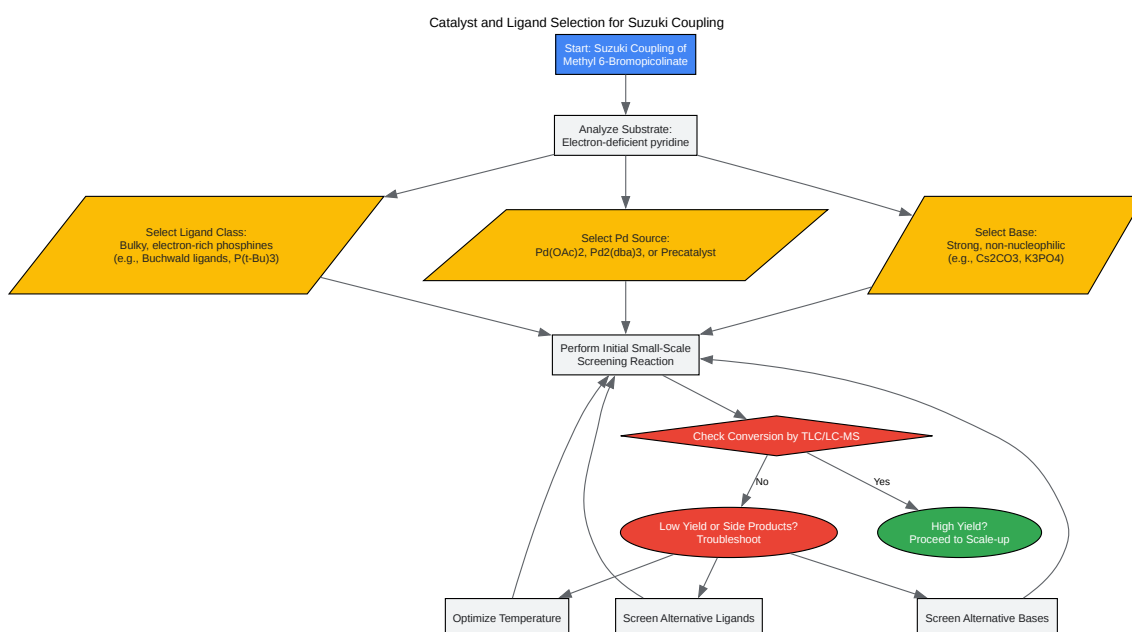 Catalyst and Ligand Selection for Suzuki Coupling
Start: Suzuki Coupling of
Methyl 6-Bromopicolinate
Analyze Substrate:
Electron-deficient pyridine
Select Ligand Class:
Bulky, electron-rich phosphines
(e.g., Buchwald ligands, P(t-Bu)3)
Select Pd Source:
Pd(OAc)2, Pd2(dba)3, or Precatalyst
Select Base:
Strong, non-nucleophilic
(e.g., Cs2CO3, K3PO4)
Perform Initial Small-Scale
Screening Reaction
Check Conversion by TLC/LC-MS
No
Yes
Low Yield or Side Products?
Troubleshoot
High Yield?
Proceed to Scale-up
Optimize Temperature
Screen Alternative Ligands
Screen Alternative Bases